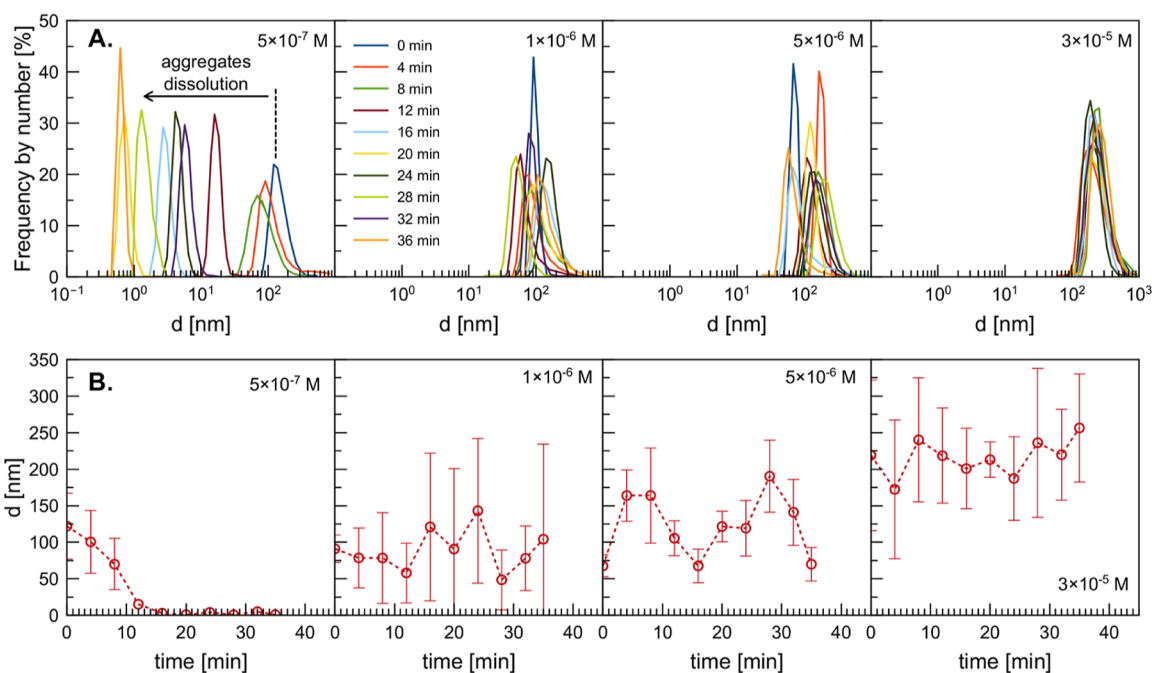 A.
Frequency by number [%]
50
40
30
20
10
0
5×10⁻⁷ M
aggregates
dissolution
1×10⁻⁶ M
0 min
4 min
8 min
12 min
16 min
20 min
24 min
28 min
32 min
36 min
5×10⁻⁶ M
3×10⁻⁵ M
10⁻¹ 10⁰ 10¹ 10² 10⁰ 10¹ 10² 10⁰ 10¹ 10² 10⁰ 10¹ 10² 10³
d [nm] d [nm] d [nm] d [nm]
B.
d [nm]
350
300
250
200
150
100
50
0
5×10⁻⁷ M
1×10⁻⁶ M
5×10⁻⁶ M
3×10⁻⁵ M
0 10 20 30 40 0 10 20 30 40 0 10 20 30 40 0 10 20 30 40
time [min] time [min] time [min] time [min]